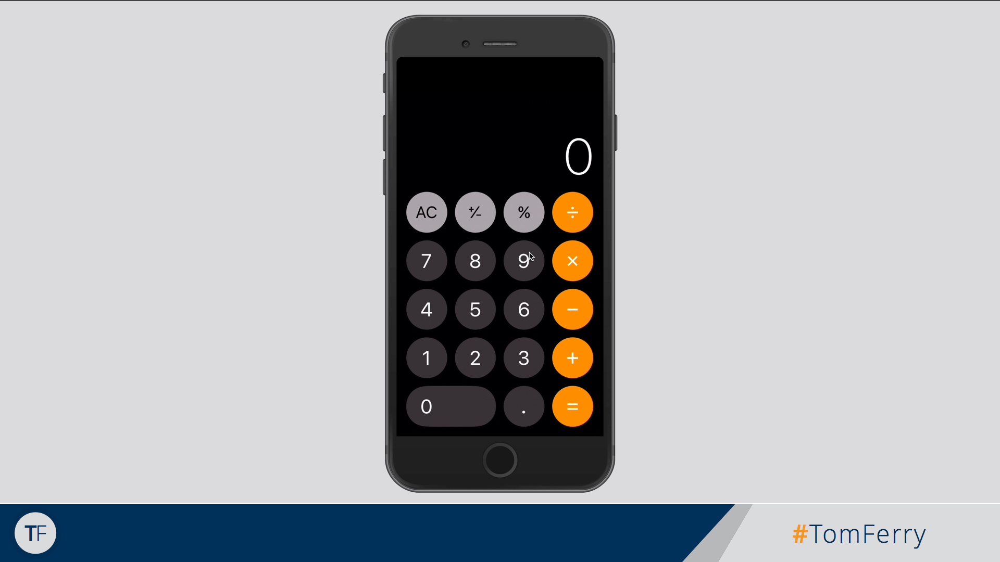 0
AC +/- % ÷
7 8 9 ×
4 5 6 −
1 2 3 +
0 . =
TF #TomFerry